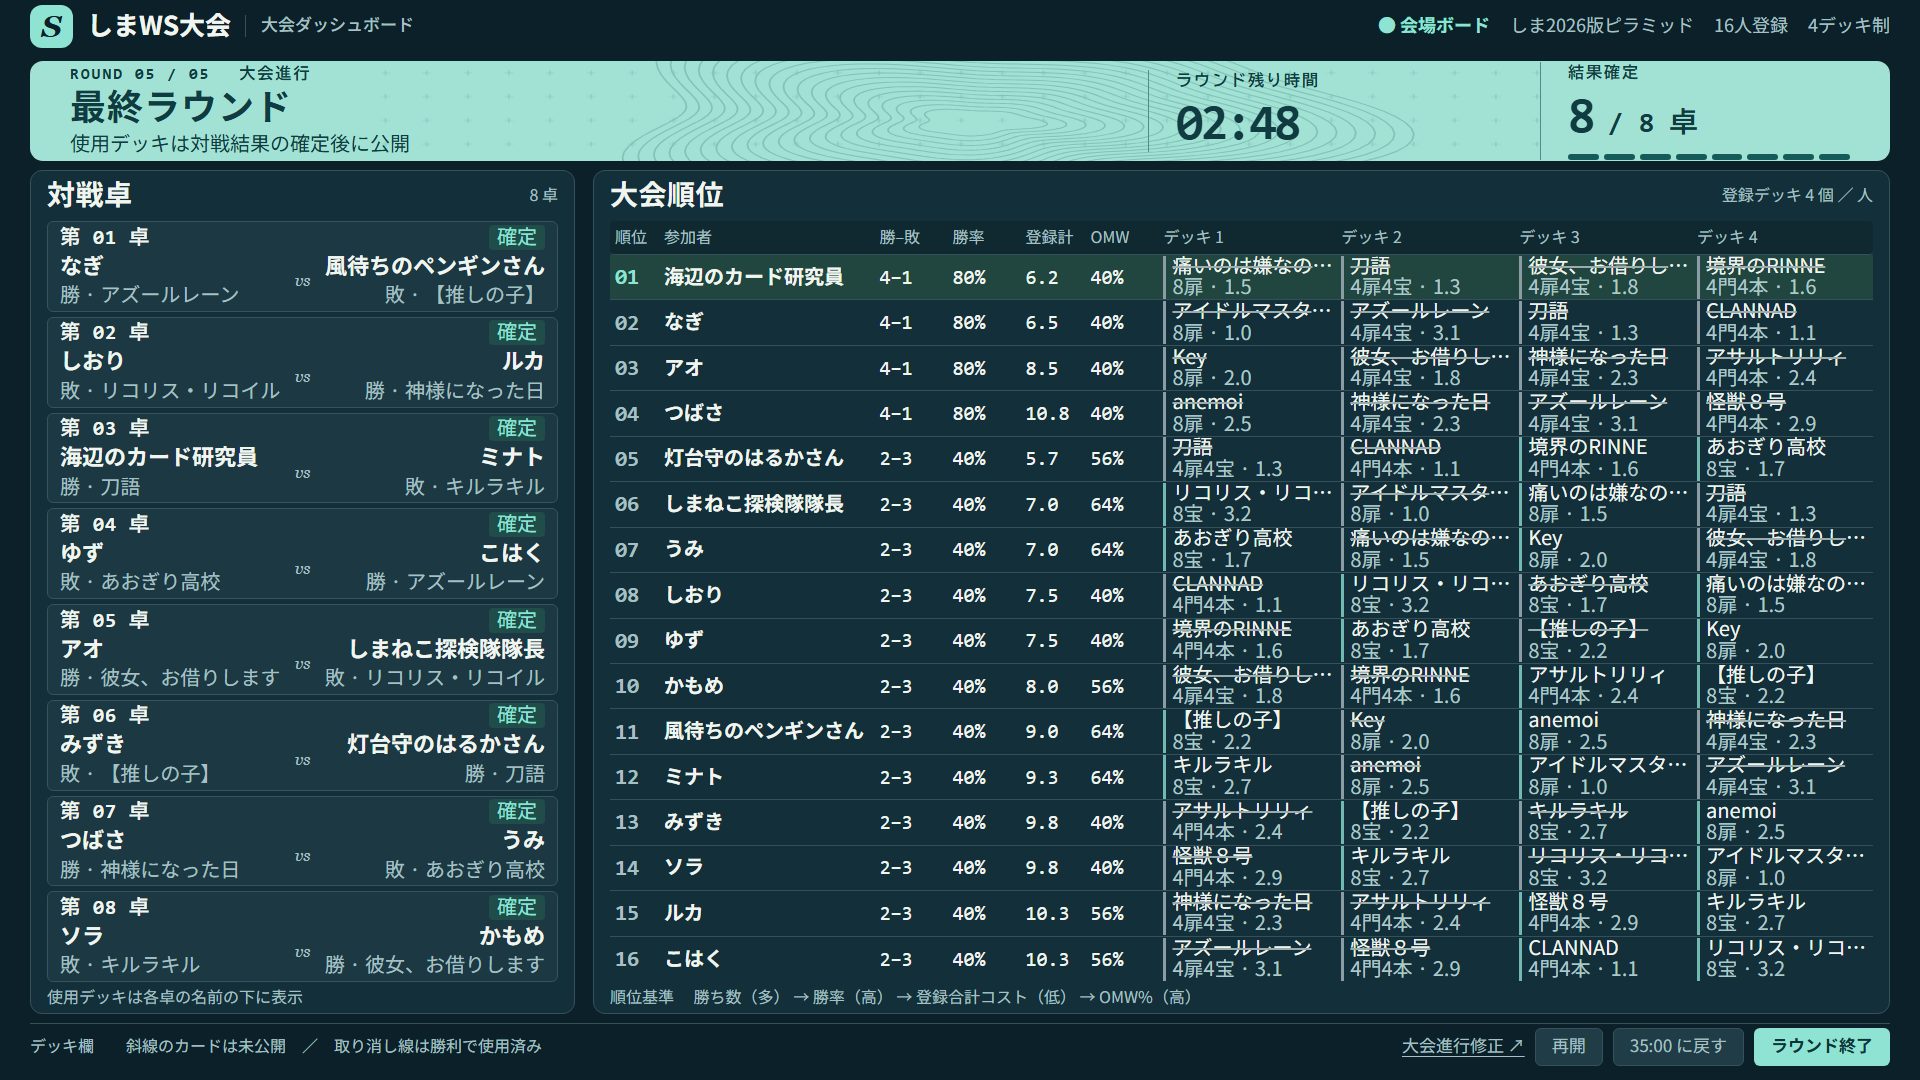 S しまWS大会 大会ダッシュボード
● 会場ボード しま2026版ピラミッド 16人登録 4デッキ制
ROUND 05 / 05 大会進行
最終ラウンド
使用デッキは対戦結果の確定後に公開
ラウンド残り時間
02:48
結果確定
8 / 8 卓
対戦卓 8 卓
第 01 卓 確定
なぎ vs 風待ちのペンギンさん
勝・アズールレーン 敗・【推しの子】
第 02 卓 確定
しおり vs ルカ
敗・リコリス・リコイル 勝・神様になった日
第 03 卓 確定
海辺のカード研究員 vs ミナト
勝・刀語 敗・キルラキル
第 04 卓 確定
ゆず vs こはく
敗・あおぎり高校 勝・アズールレーン
第 05 卓 確定
アオ vs しまねこ探検隊隊長
勝・彼女、お借りします 敗・リコリス・リコイル
第 06 卓 確定
みずき vs 灯台守のはるかさん
敗・【推しの子】 勝・刀語
第 07 卓 確定
つばさ vs うみ
勝・神様になった日 敗・あおぎり高校
第 08 卓 確定
ソラ vs かもめ
敗・キルラキル 勝・彼女、お借りします
使用デッキは各卓の名前の下に表示
大会順位 登録デッキ 4 個 ／ 人
順位 参加者 勝–敗 勝率 登録計 OMW デッキ 1 デッキ 2 デッキ 3 デッキ 4
01 海辺のカード研究員 4–1 80% 6.2 40% 痛いのは嫌なの… 刀語 彼女、お借りし… 境界のRINNE
8扉・1.5 4扉4宝・1.3 4扉4宝・1.8 4門4本・1.6
02 なぎ 4–1 80% 6.5 40% アイドルマスタ… アズールレーン 刀語 CLANNAD
8扉・1.0 4扉4宝・3.1 4扉4宝・1.3 4門4本・1.1
03 アオ 4–1 80% 8.5 40% Key 彼女、お借りし… 神様になった日 アサルトリリィ
8扉・2.0 4扉4宝・1.8 4扉4宝・2.3 4門4本・2.4
04 つばさ 4–1 80% 10.8 40% anemoi 神様になった日 アズールレーン 怪獣８号
8扉・2.5 4扉4宝・2.3 4扉4宝・3.1 4門4本・2.9
05 灯台守のはるかさん 2–3 40% 5.7 56% 刀語 CLANNAD 境界のRINNE あおぎり高校
4扉4宝・1.3 4門4本・1.1 4門4本・1.6 8宝・1.7
06 しまねこ探検隊隊長 2–3 40% 7.0 64% リコリス・リコ… アイドルマスタ… 痛いのは嫌なの… 刀語
8宝・3.2 8扉・1.0 8扉・1.5 4扉4宝・1.3
07 うみ 2–3 40% 7.0 64% あおぎり高校 痛いのは嫌なの… Key 彼女、お借りし…
8宝・1.7 8扉・1.5 8扉・2.0 4扉4宝・1.8
08 しおり 2–3 40% 7.5 40% CLANNAD リコリス・リコ… あおぎり高校 痛いのは嫌なの…
4門4本・1.1 8宝・3.2 8宝・1.7 8扉・1.5
09 ゆず 2–3 40% 7.5 40% 境界のRINNE あおぎり高校 【推しの子】 Key
4門4本・1.6 8宝・1.7 8宝・2.2 8扉・2.0
10 かもめ 2–3 40% 8.0 56% 彼女、お借りし… 境界のRINNE アサルトリリィ 【推しの子】
4扉4宝・1.8 4門4本・1.6 4門4本・2.4 8宝・2.2
11 風待ちのペンギンさん 2–3 40% 9.0 64% 【推しの子】 Key anemoi 神様になった日
8宝・2.2 8扉・2.0 8扉・2.5 4扉4宝・2.3
12 ミナト 2–3 40% 9.3 64% キルラキル anemoi アイドルマスタ… アズールレーン
8宝・2.7 8扉・2.5 8扉・1.0 4扉4宝・3.1
13 みずき 2–3 40% 9.8 40% アサルトリリィ 【推しの子】 キルラキル anemoi
4門4本・2.4 8宝・2.2 8宝・2.7 8扉・2.5
14 ソラ 2–3 40% 9.8 40% 怪獣８号 キルラキル リコリス・リコ… アイドルマスタ…
4門4本・2.9 8宝・2.7 8宝・3.2 8扉・1.0
15 ルカ 2–3 40% 10.3 56% 神様になった日 アサルトリリィ 怪獣８号 キルラキル
4扉4宝・2.3 4門4本・2.4 4門4本・2.9 8宝・2.7
16 こはく 2–3 40% 10.3 56% アズールレーン 怪獣８号 CLANNAD リコリス・リコ…
4扉4宝・3.1 4門4本・2.9 4門4本・1.1 8宝・3.2
順位基準 勝ち数（多） → 勝率（高） → 登録合計コスト（低） → OMW%（高）
デッキ欄 斜線のカードは未公開 ／ 取り消し線は勝利で使用済み
大会進行修正 ↗ 再開 35:00 に戻す ラウンド終了